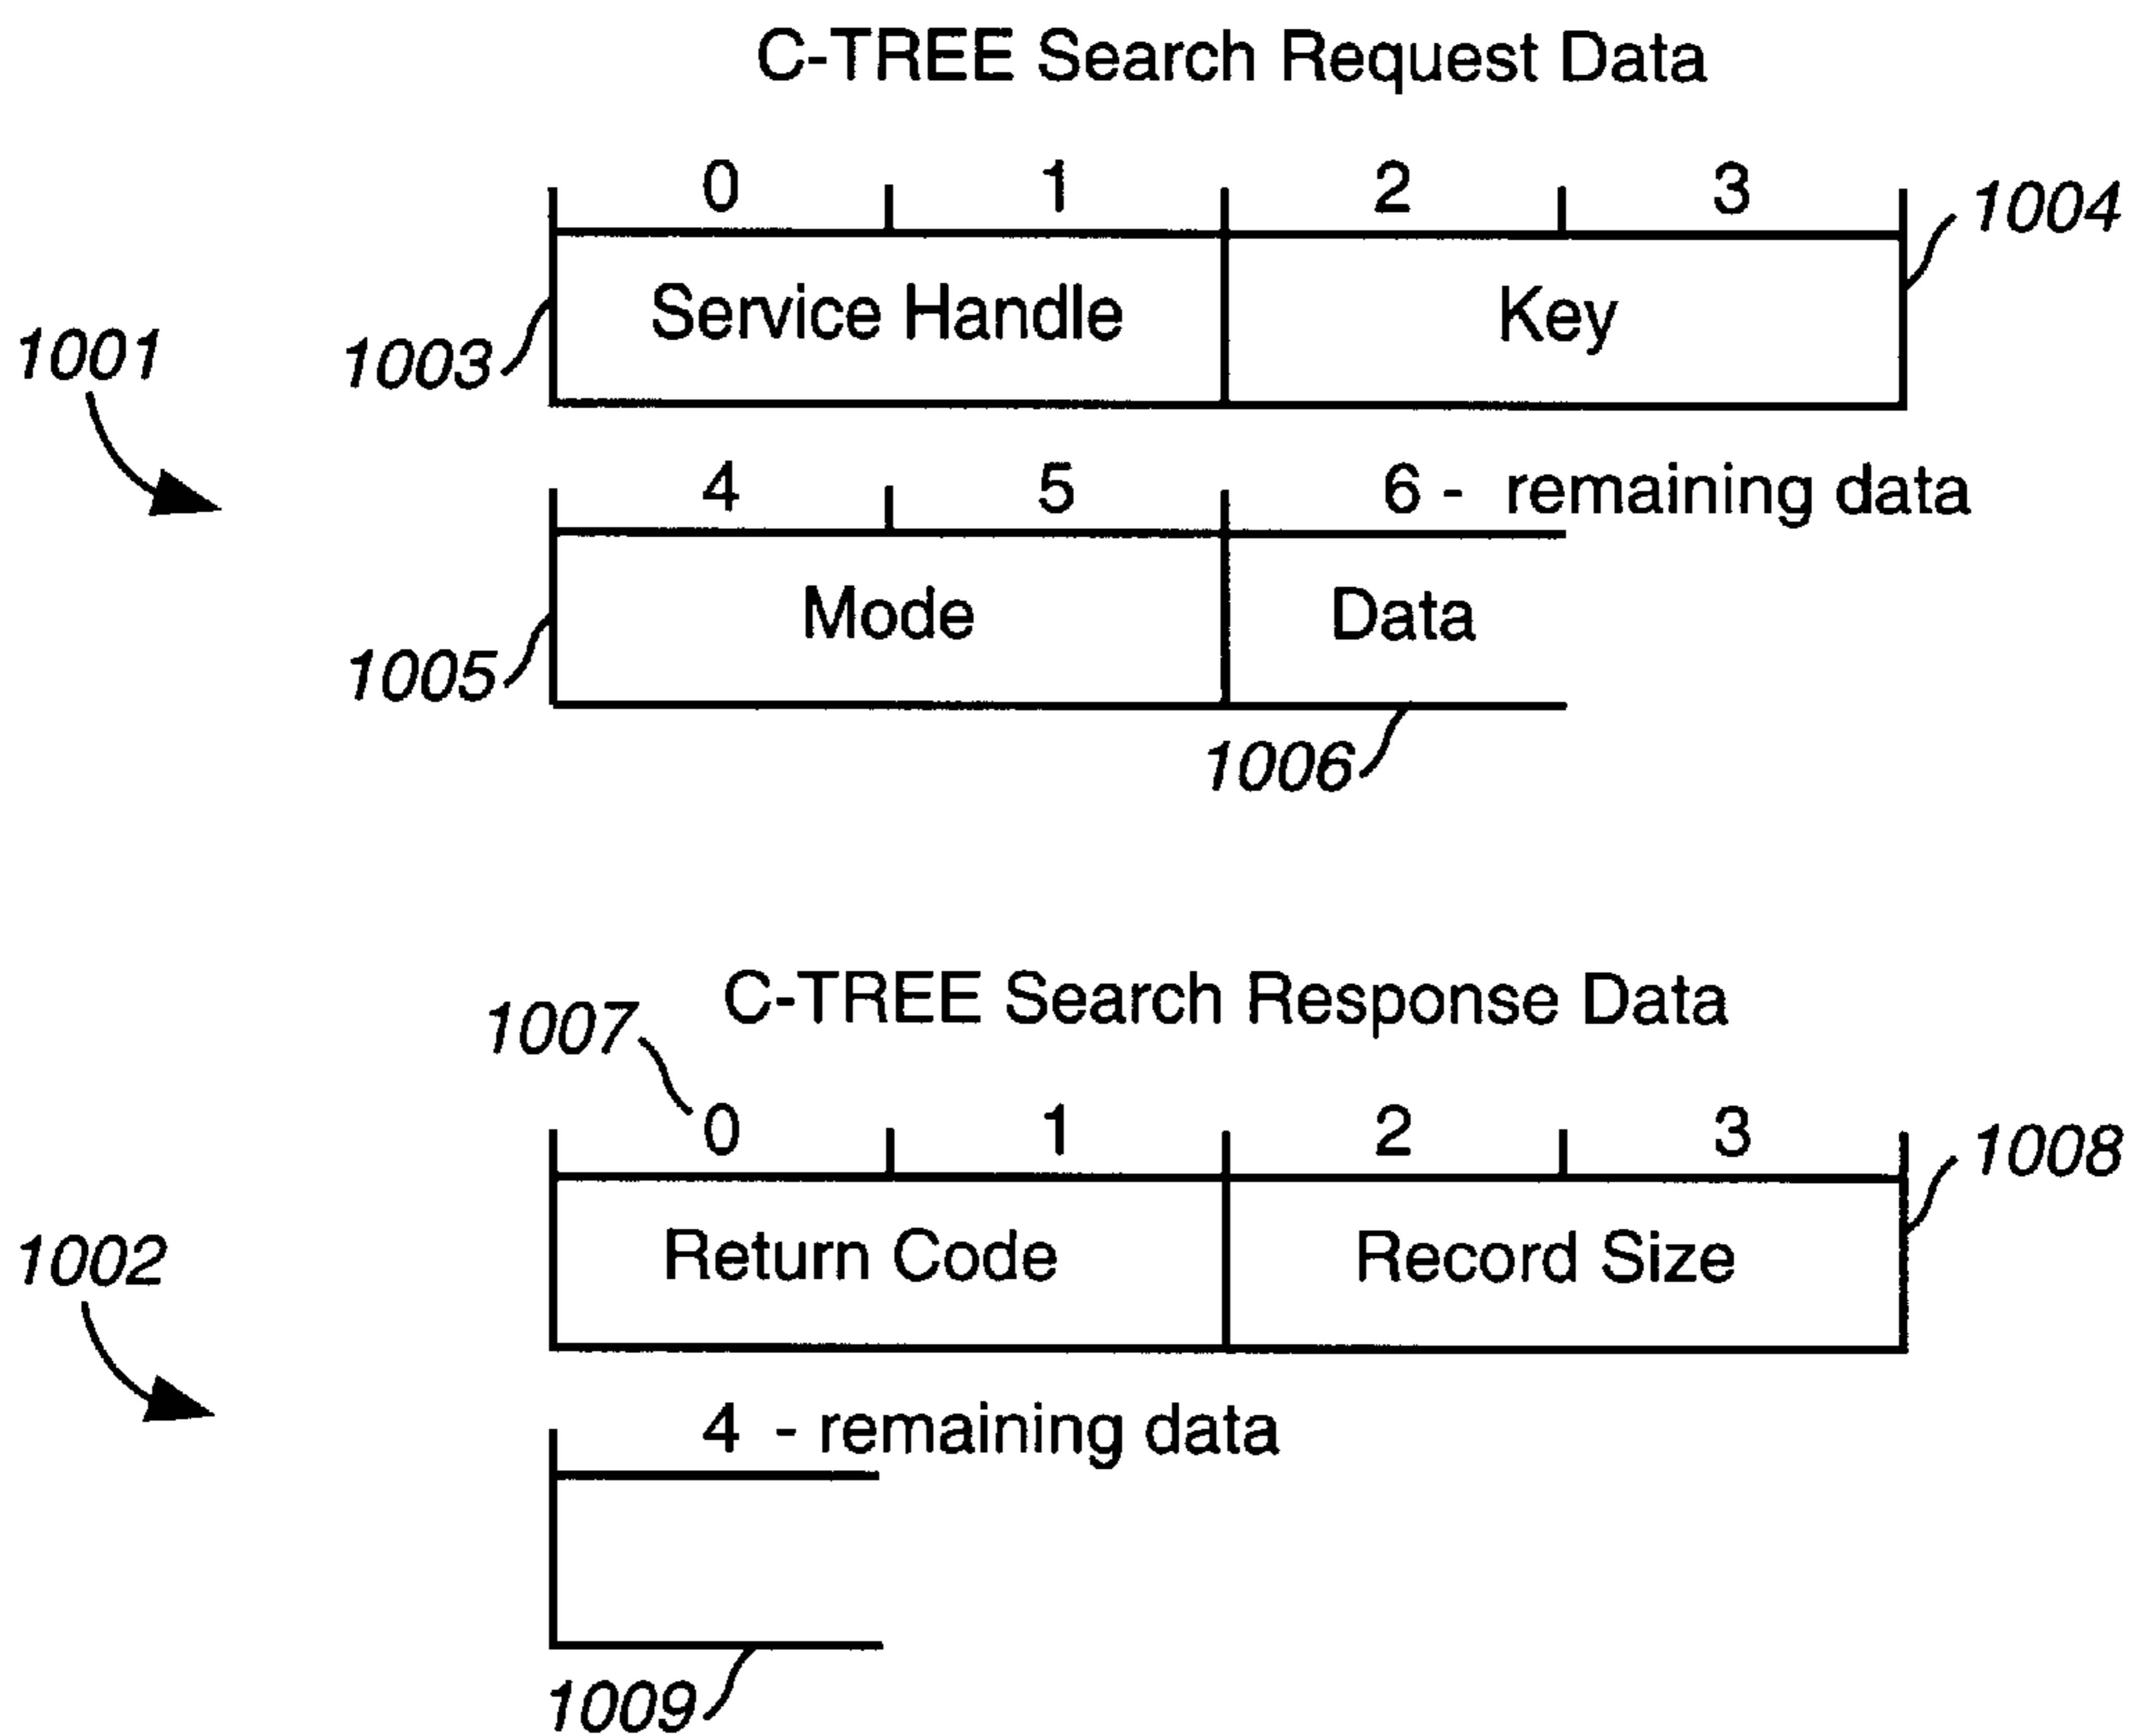 C-TREE Search Request Data
0 1 2 3 1004
Service Handle Key
1001 1003
4 5 6 - remaining data
Mode Data
1005
1006
C-TREE Search Response Data
1007
0 1 2 3 1008
Return Code Record Size
1002
4 - remaining data
1009